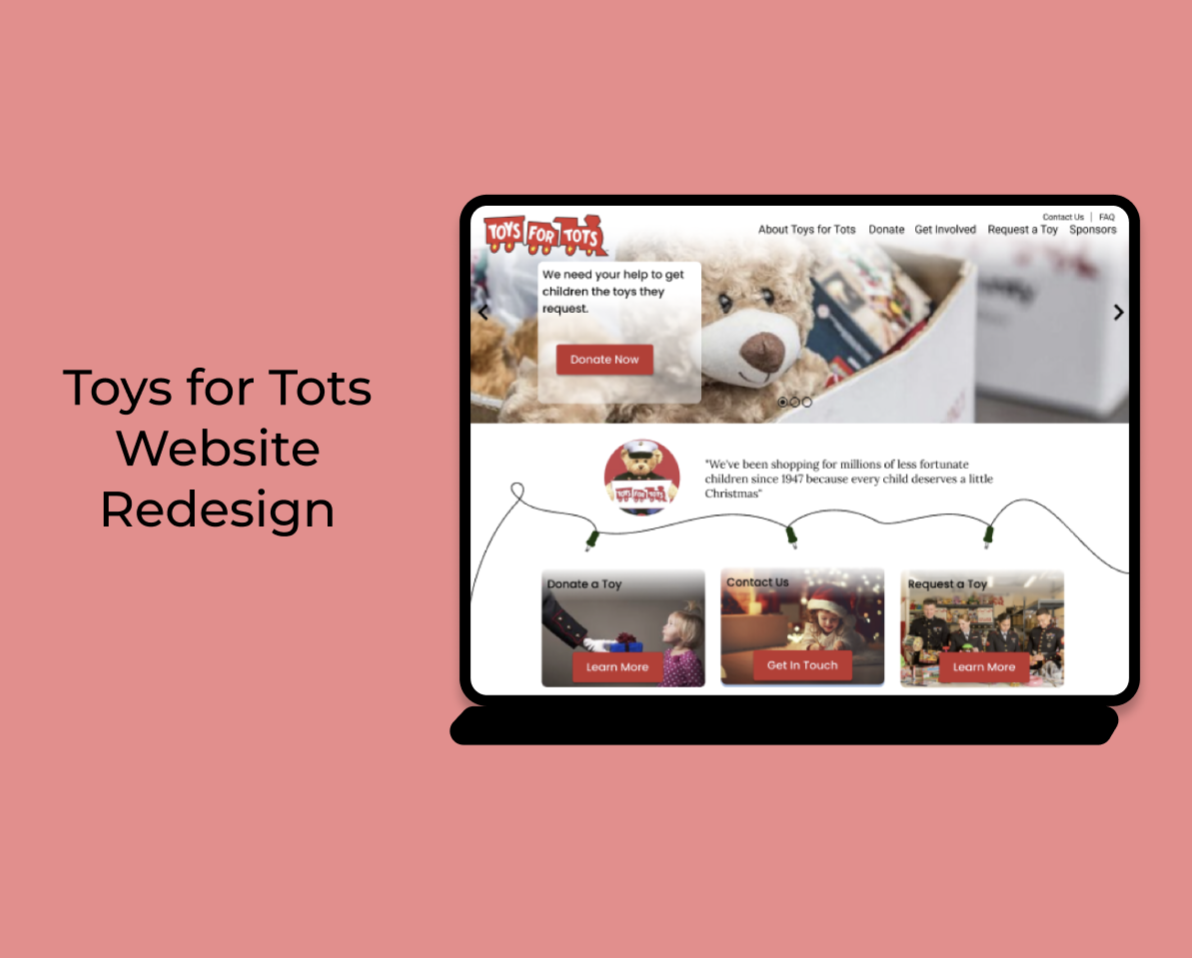 Toys for Tots
Website
Redesign
TOYS FOR TOTS
Contact Us | FAQ
About Toys for Tots Donate Get Involved Request a Toy Sponsors
We need your help to get
children the toys they
request.
Donate Now
"We've been shopping for millions of less fortunate
children since 1947 because every child deserves a little
Christmas"
TOYS FOR TOTS
Donate a Toy
Contact Us
Request a Toy
Learn More
Get In Touch
Learn More